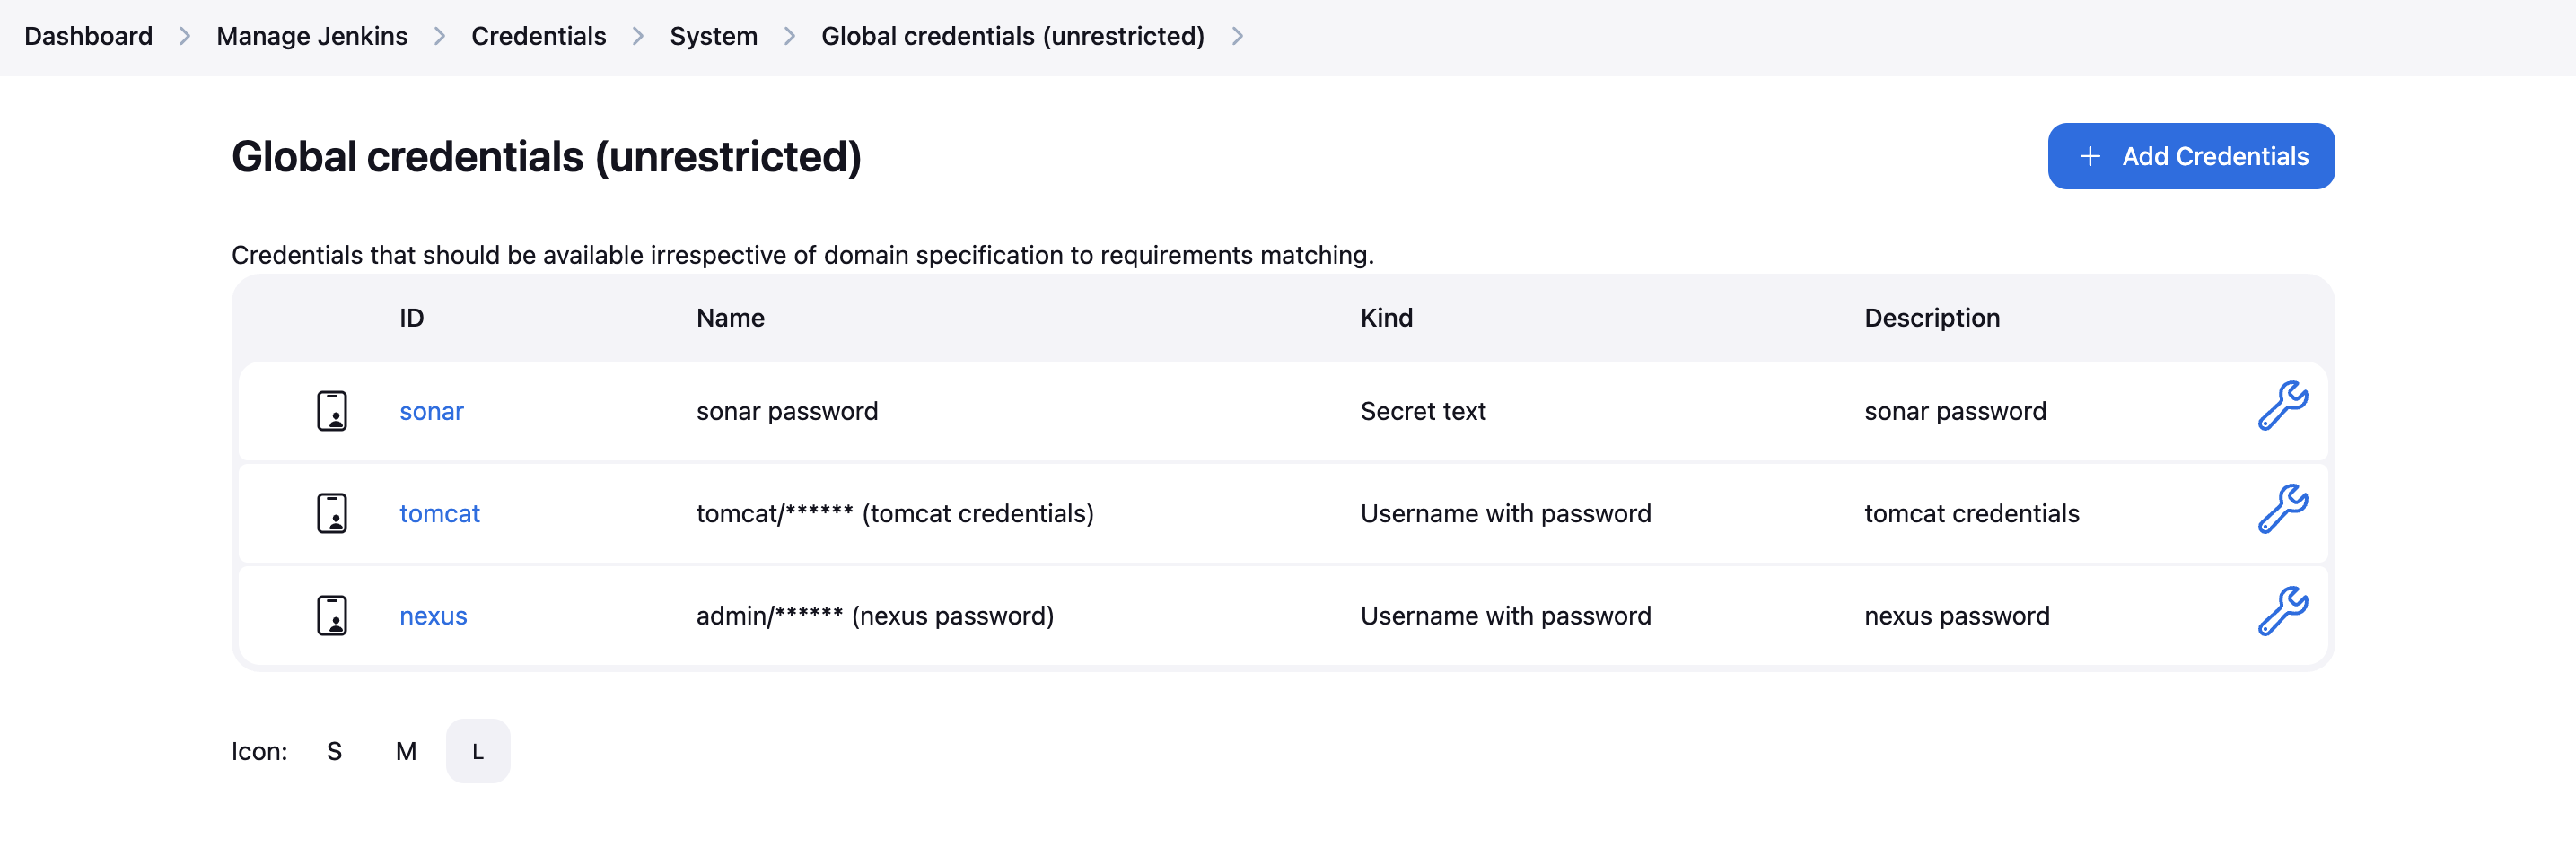 Dashboard > Manage Jenkins > Credentials > System > Global credentials (unrestricted) >
Global credentials (unrestricted)
+ Add Credentials
Credentials that should be available irrespective of domain specification to requirements matching.
ID Name Kind Description
sonar sonar password Secret text sonar password
tomcat tomcat/****** (tomcat credentials) Username with password tomcat credentials
nexus admin/****** (nexus password) Username with password nexus password
Icon: S M L